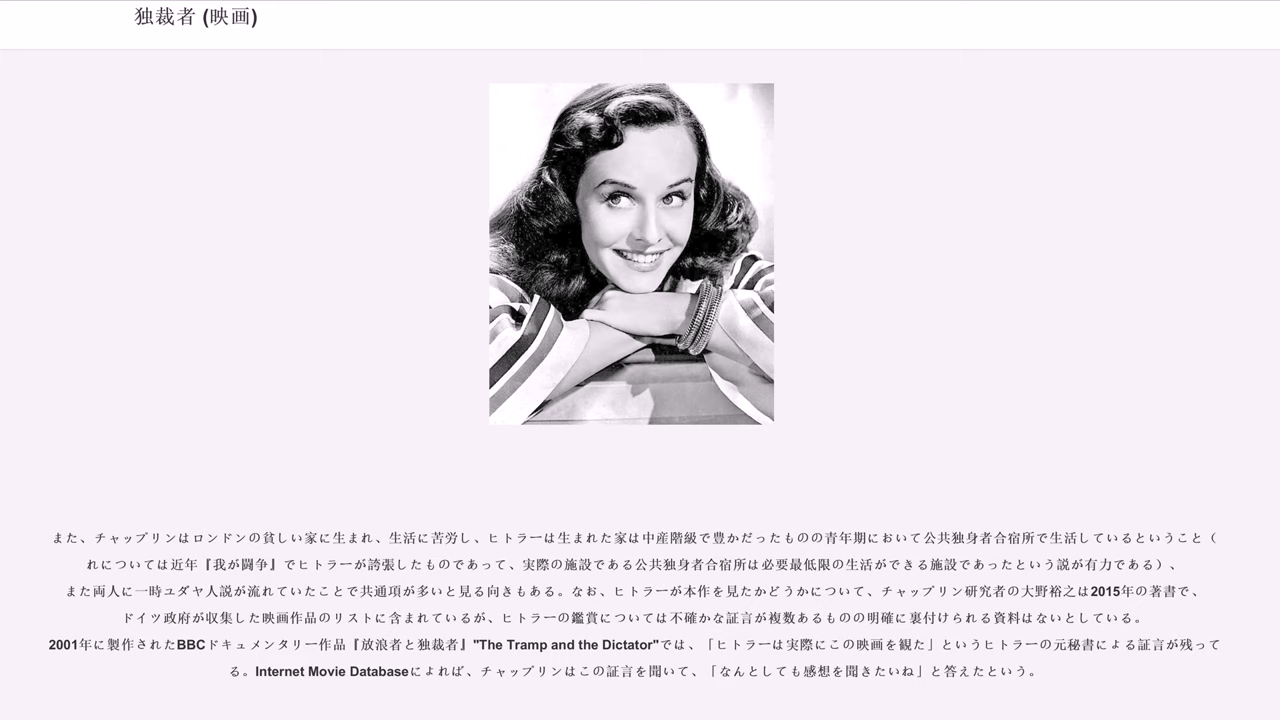 独裁者 (映画)
また、チャップリンはロンドンの貧しい家に生まれ、生活に苦労し、ヒトラーは生まれた家は中産階級で豊かだったものの青年期において公共独身者合宿所で生活しているということ（
れについては近年『我が闘争』でヒトラーが誇張したものであって、実際の施設である公共独身者合宿所は必要最低限の生活ができる施設であったという説が有力である）、
また両人に一時ユダヤ人説が流れていたことで共通項が多いと見る向きもある。なお、ヒトラーが本作を見たかどうかについて、チャップリン研究者の大野裕之は2015年の著書で、
ドイツ政府が収集した映画作品のリストに含まれているが、ヒトラーの鑑賞については不確かな証言が複数あるものの明確に裏付けられる資料はないとしている。
2001年に製作されたBBCドキュメンタリー作品『放浪者と独裁者』"The Tramp and the Dictator"では、「ヒトラーは実際にこの映画を観た」というヒトラーの元秘書による証言が残って
る。Internet Movie Databaseによれば、チャップリンはこの証言を聞いて、「なんとしても感想を聞きたいね」と答えたという。